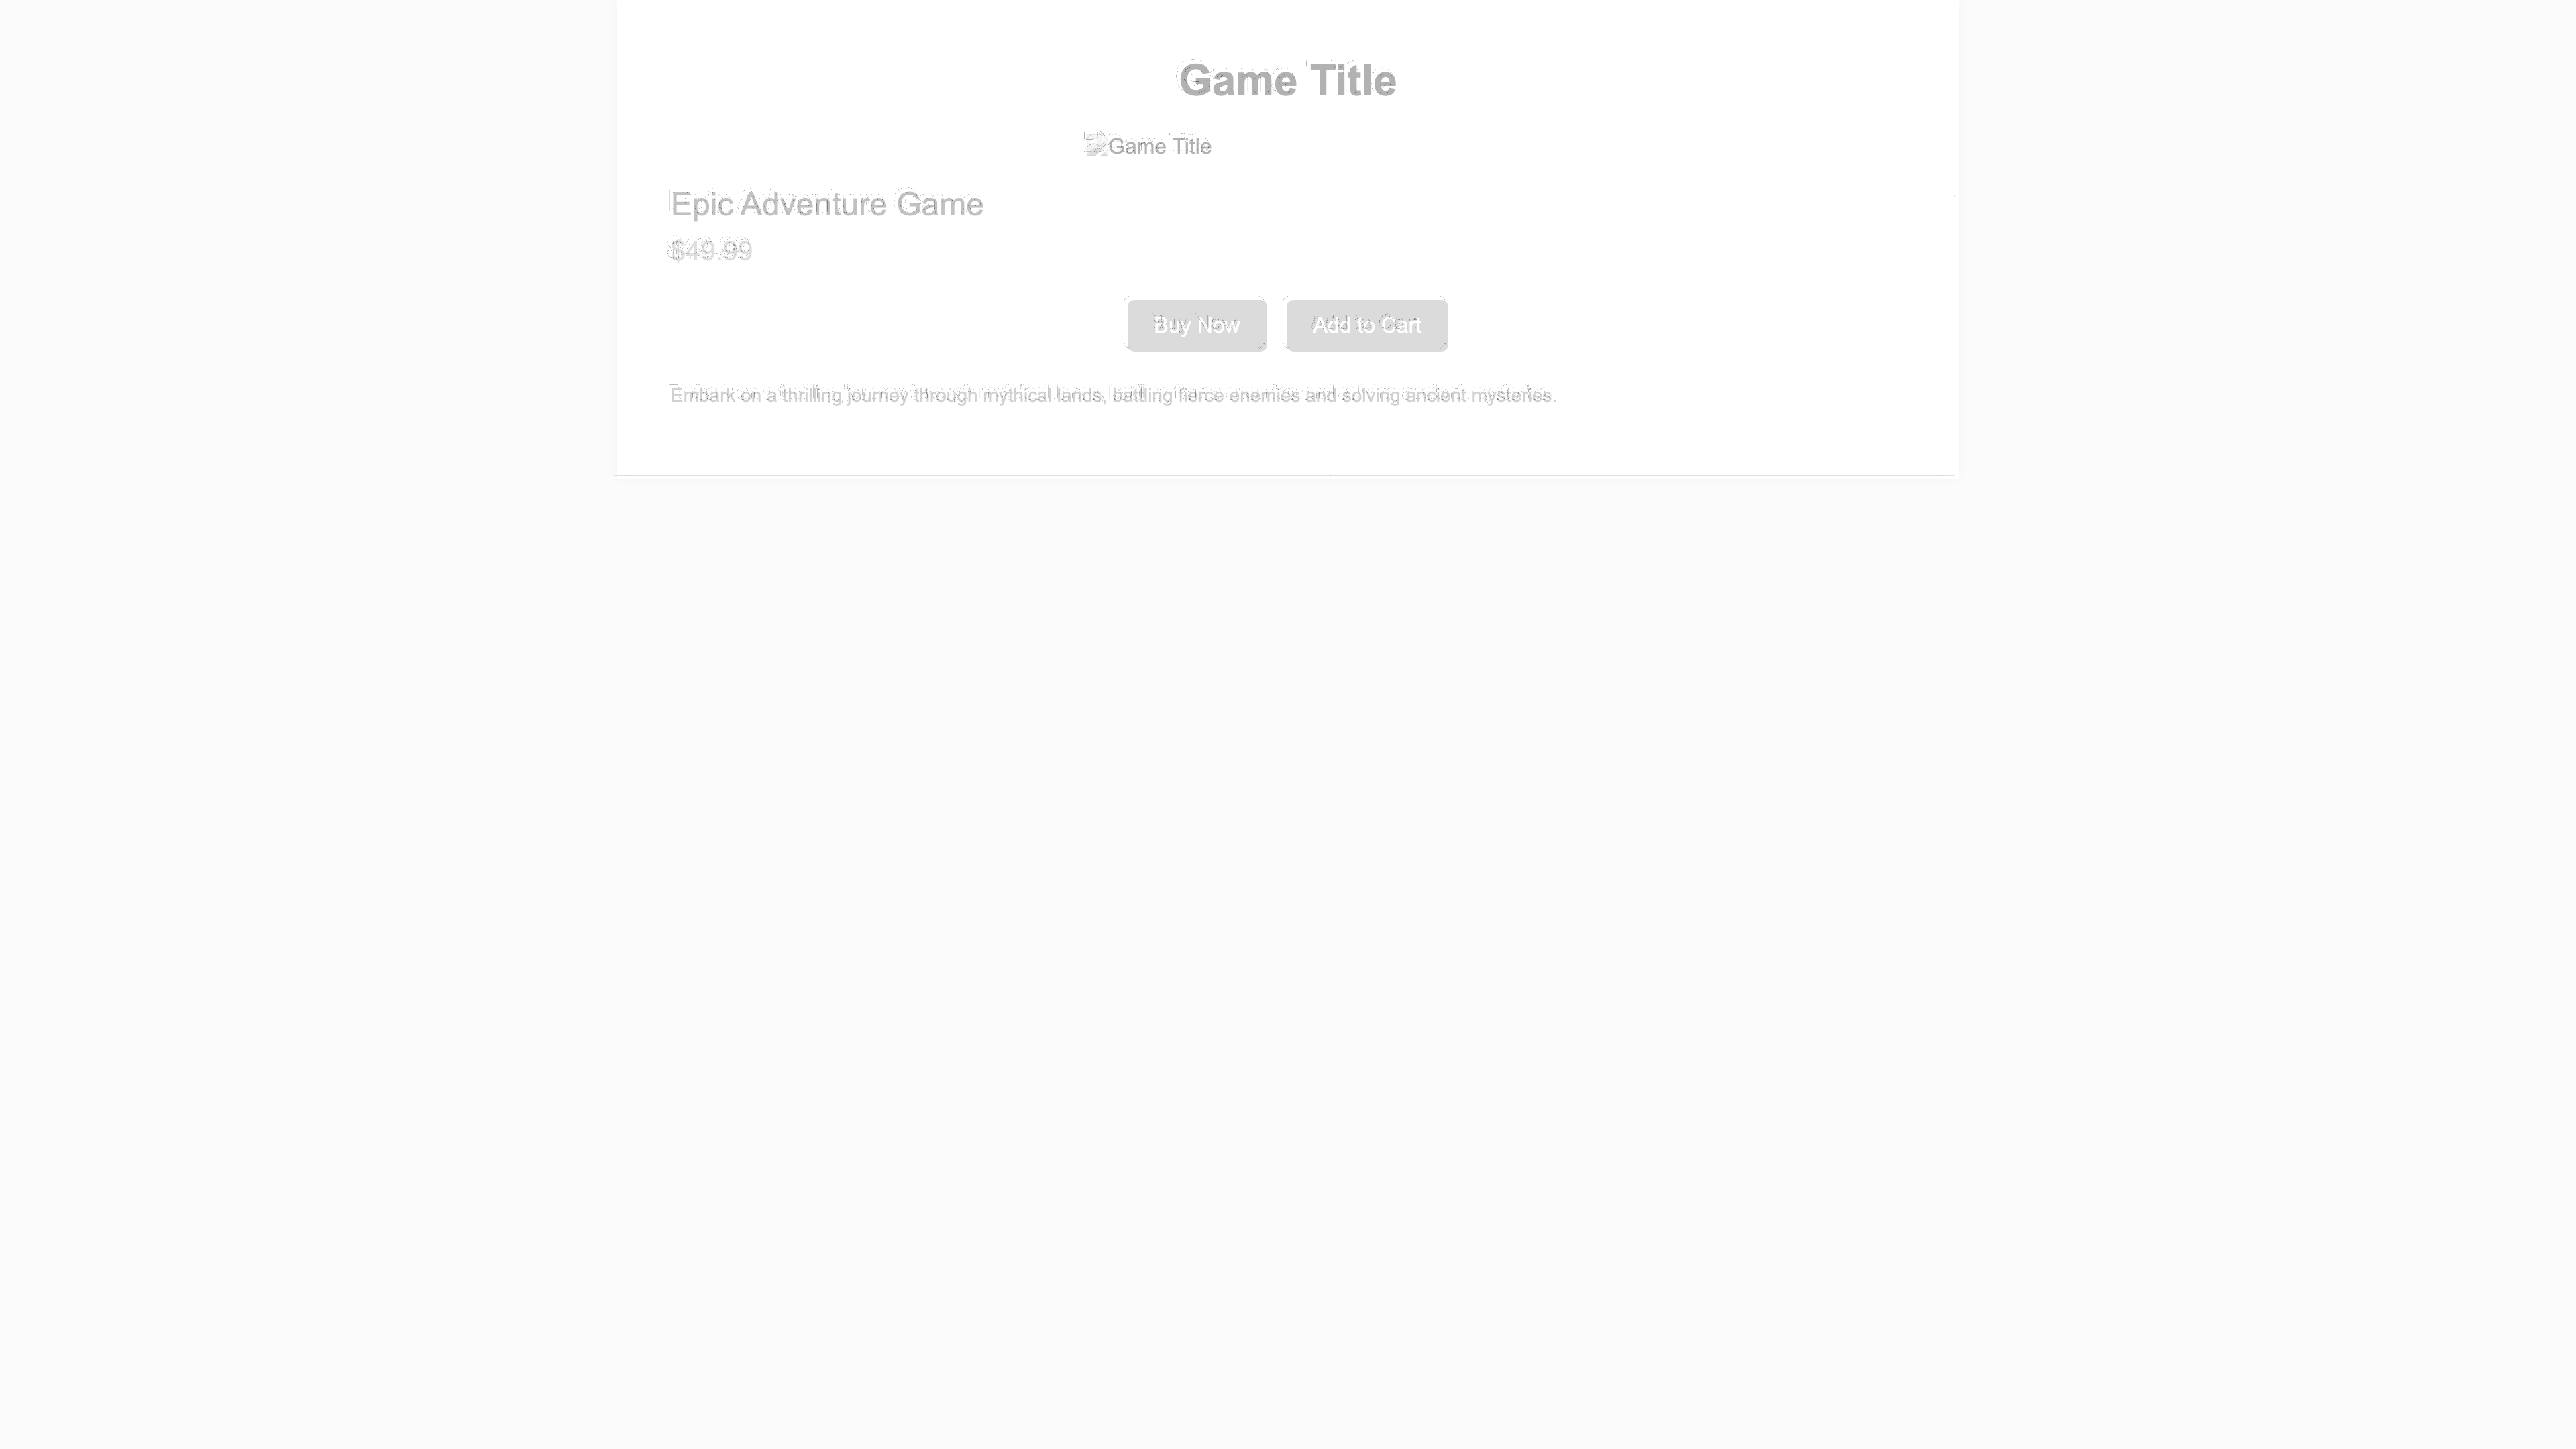 Game Title
Game Title
Epic Adventure Game
$49.99
Buy Now Add to Cart
Embark on a thrilling journey through mythical lands, battling fierce enemies and solving ancient mysteries.